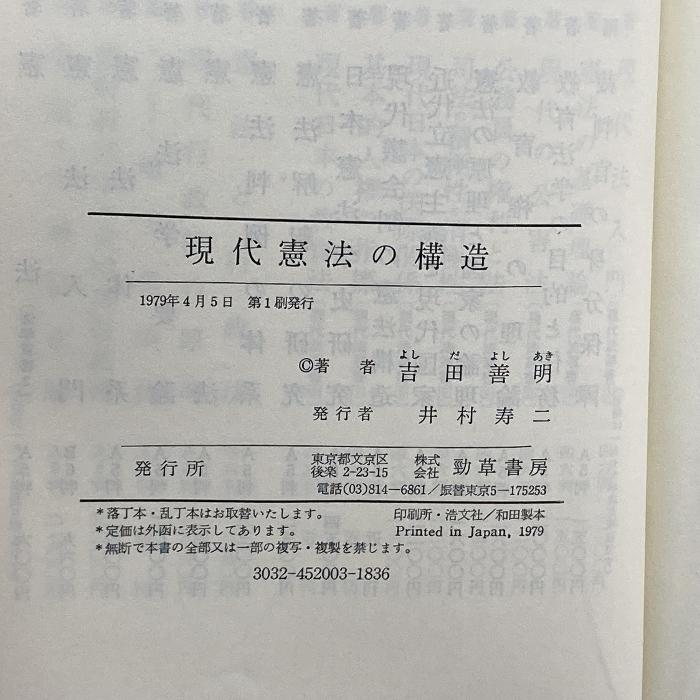 現代憲法の構造
1979年4月5日 第1刷発行
よし だ よし あき
©著者 吉田善明
発行者 井村寿二
発行所 東京都文京区後楽 2-23-15 株式会社 勁草書房
電話(03)814-6861/振替東京5-175253
*落丁本・乱丁本はお取替いたします。 印刷所・浩文社/和田製本
*定価は外函に表示してあります。 Printed in Japan, 1979
*無断で本書の全部又は一部の複写・複製を禁じます。
3032-452003-1836